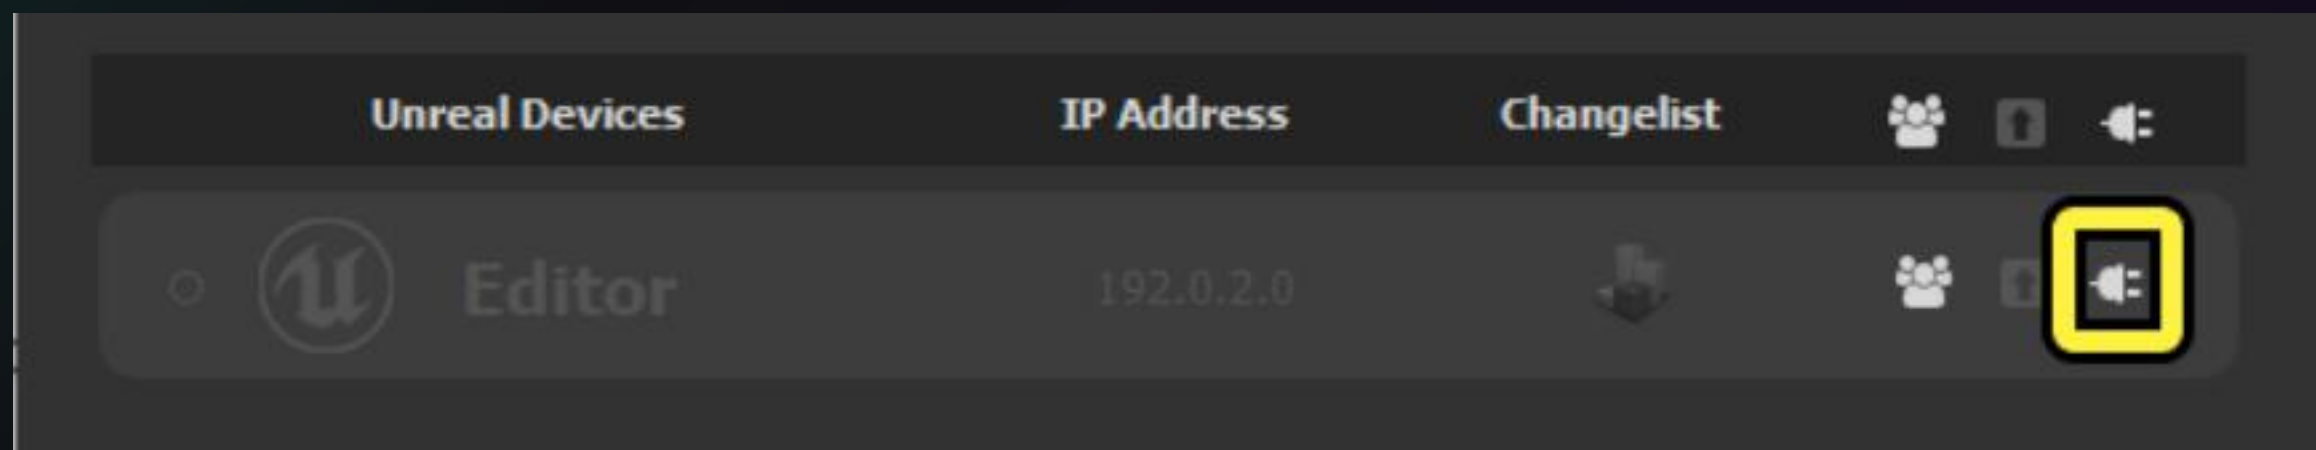 Unreal Devices IP Address Changelist
Editor 192.0.2.0